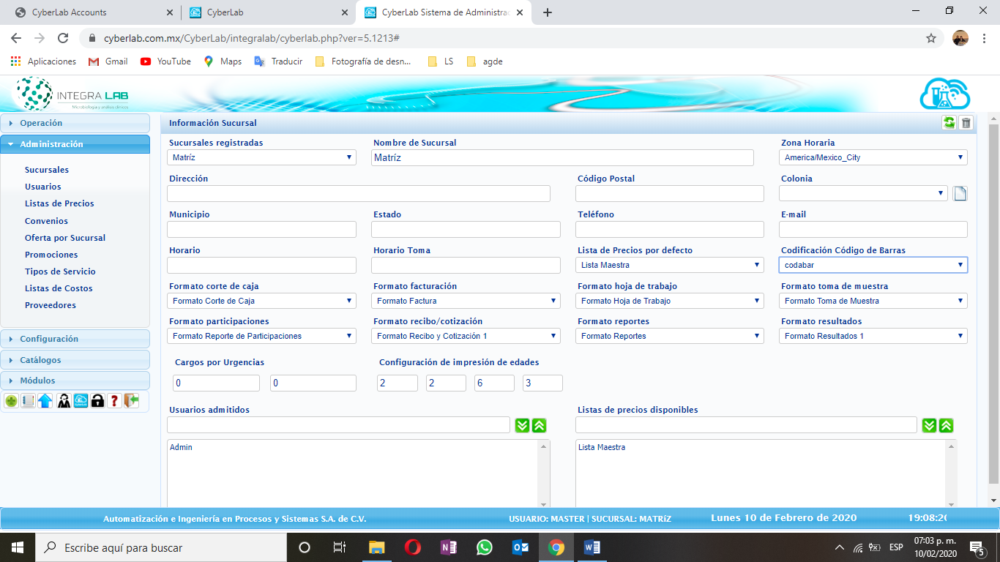 CyberLab Accounts
CyberLab
CyberLab Sistema de Administrac
cyberlab.com.mx/CyberLab/integralab/cyberlab.php?ver=5.1213#
Aplicaciones Gmail YouTube Maps Traducir Fotografía de desn... LS agde
INTEGRA LAB
Microbiología y análisis clínicos
Operación
Administración
Sucursales
Usuarios
Listas de Precios
Convenios
Oferta por Sucursal
Promociones
Tipos de Servicio
Listas de Costos
Proveedores
Configuración
Catálogos
Módulos
Información Sucursal
Sucursales registradas Nombre de Sucursal Zona Horaria
Matríz Matríz America/Mexico_City
Dirección Código Postal Colonia
Municipio Estado Teléfono E-mail
Horario Horario Toma Lista de Precios por defecto Codificación Código de Barras
Lista Maestra codabar
Formato corte de caja Formato facturación Formato hoja de trabajo Formato toma de muestra
Formato Corte de Caja Formato Factura Formato Hoja de Trabajo Formato Toma de Muestra
Formato participaciones Formato recibo/cotización Formato reportes Formato resultados
Formato Reporte de Participaciones Formato Recibo y Cotización 1 Formato Reportes Formato Resultados 1
Cargos por Urgencias Configuración de impresión de edades
0 0 2 2 6 3
Usuarios admitidos Listas de precios disponibles
Admin Lista Maestra
Automatización e Ingeniería en Procesos y Sistemas S.A. de C.V. USUARIO: MASTER | SUCURSAL: MATRíZ Lunes 10 de Febrero de 2020 19:08:20
Escribe aquí para buscar
ESP
07:03 p. m.
10/02/2020
5